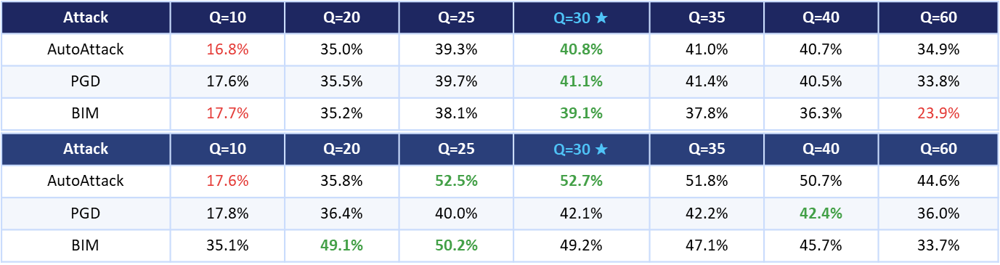 Attack Q=10 Q=20 Q=25 Q=30 ★ Q=35 Q=40 Q=60
AutoAttack 16.8% 35.0% 39.3% 40.8% 41.0% 40.7% 34.9%
PGD 17.6% 35.5% 39.7% 41.1% 41.4% 40.5% 33.8%
BIM 17.7% 35.2% 38.1% 39.1% 37.8% 36.3% 23.9%
Attack Q=10 Q=20 Q=25 Q=30 ★ Q=35 Q=40 Q=60
AutoAttack 17.6% 35.8% 52.5% 52.7% 51.8% 50.7% 44.6%
PGD 17.8% 36.4% 40.0% 42.1% 42.2% 42.4% 36.0%
BIM 35.1% 49.1% 50.2% 49.2% 47.1% 45.7% 33.7%